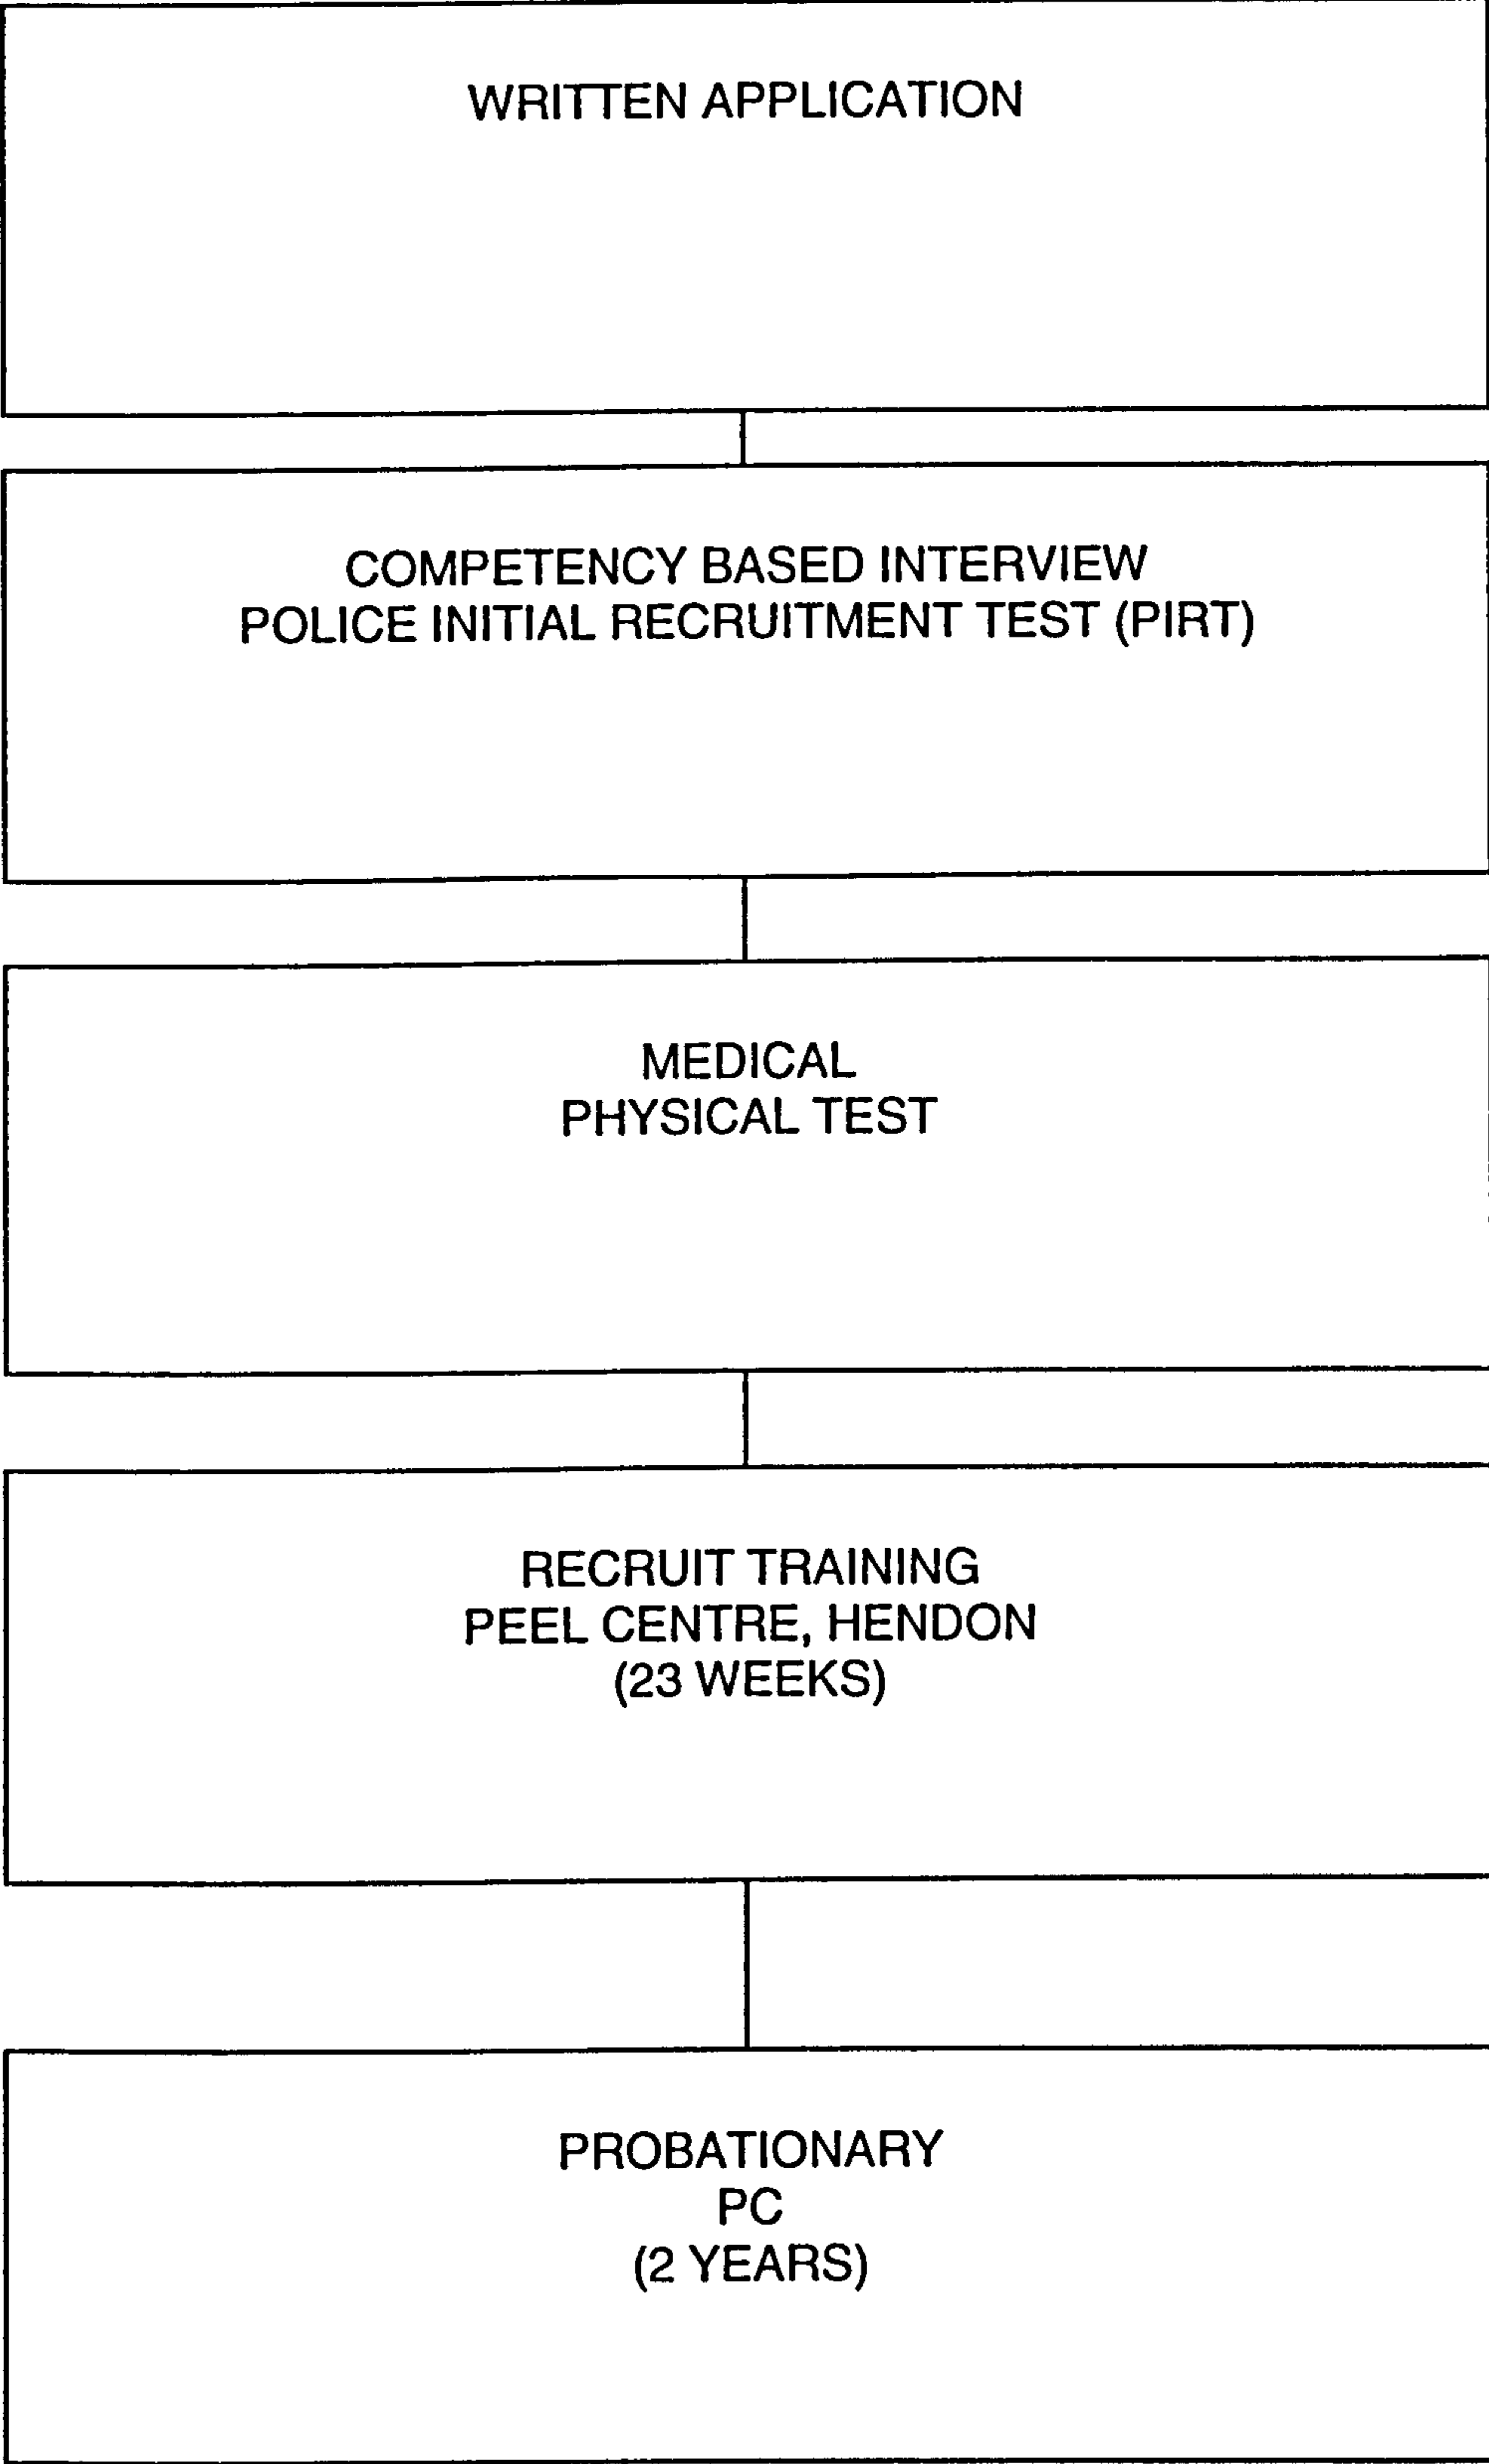 WRITTEN APPLICATION
COMPETENCY BASED INTERVIEW
POLICE INITIAL RECRUITMENT TEST (PIRT)
MEDICAL
PHYSICAL TEST
RECRUIT TRAINING
PEEL CENTRE, HENDON
(23 WEEKS)
PROBATIONARY
PC
(2 YEARS)